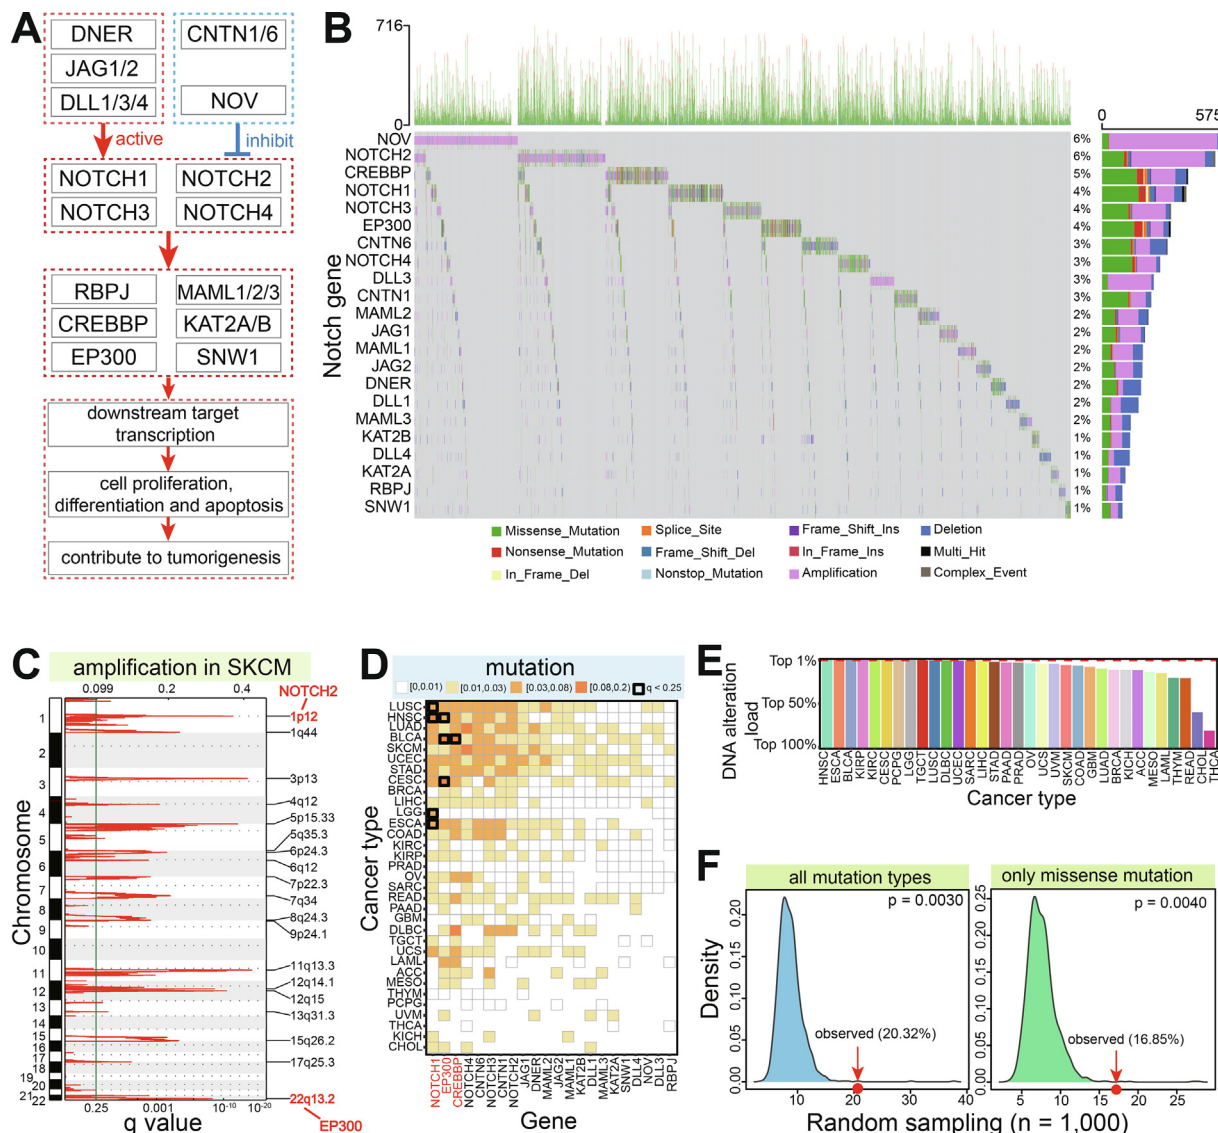 A
DNER
CNTN1/6
JAG1/2
DLL1/3/4
NOV
active
inhibit
NOTCH1
NOTCH2
NOTCH3
NOTCH4
RBPJ
MAML1/2/3
CREBBP
KAT2A/B
EP300
SNW1
downstream target
transcription
cell proliferation,
differentiation and apoptosis
contribute to tumorigenesis
B
716
0
0 575
Notch gene
NOV 6%
NOTCH2 6%
CREBBP 5%
NOTCH1 4%
NOTCH3 4%
EP300 4%
CNTN6 3%
NOTCH4 3%
DLL3 3%
CNTN1 3%
MAML2 2%
JAG1 2%
MAML1 2%
JAG2 2%
DNER 2%
DLL1 2%
MAML3 2%
KAT2B 1%
DLL4 1%
KAT2A 1%
RBPJ 1%
SNW1 1%
Missense_Mutation Splice_Site Frame_Shift_Ins Deletion
Nonsense_Mutation Frame_Shift_Del In_Frame_Ins Multi_Hit
In_Frame_Del Nonstop_Mutation Amplification Complex_Event
C
amplification in SKCM
0.099 0.2 0.4
NOTCH2
Chromosome
1
2
3
4
5
6
7
8
9
10
11
12
13
14
15
16
17
18
19
20
21
22
1p12
1q44
3p13
4q12
5p15.33
5q35.3
6p24.3
6q12
7p22.3
7q34
8q24.3
9p24.1
11q13.3
12q14.1
12q15
13q31.3
15q26.2
17q25.3
22q13.2
0.25 0.001 10-10 10-20
q value
EP300
D
mutation
[0,0.01) [0.01,0.03) [0.03,0.08) [0.08,0.2) q < 0.25
Cancer type
LUSC
HNSC
LUAD
BLCA
SKCM
UCEC
STAD
CESC
BRCA
LIHC
LGG
ESCA
COAD
KIRC
KIRP
PRAD
OV
SARC
READ
PAAD
GBM
DLBC
TGCT
UCS
LAML
ACC
MESO
THYM
PCPG
UVM
THCA
KICH
CHOL
NOTCH1 EP300 CREBBP NOTCH4 CNTN6 NOTCH3 CNTN1 NOTCH2 JAG1 DNER MAML2 JAG2 MAML1 KAT2B DLL1 MAML3 KAT2A SNW1 DLL4 NOV DLL3 RBPJ
Gene
E
DNA alteration
load
Top 1%
Top 50%
Top 100%
HNSC ESCA BLCA KIRP KIRC CESC PCPG LGG TGCT LUSC DLBC UCEC SARC LIHC STAD PAAD PRAD OV UCS UVM SKCM COAD GBM LUAD BRCA KICH ACC MESO LAML THYM READ CHOL THCA
Cancer type
F
all mutation types
p = 0.0030
Density
0.20
0.15
0.10
0.05
0.00
observed (20.32%)
10 20 30 40
only missense mutation
p = 0.0040
0.25
0.20
0.15
0.10
0.05
0.00
observed (16.85%)
5 10 15 20 25
Random sampling (n = 1,000)